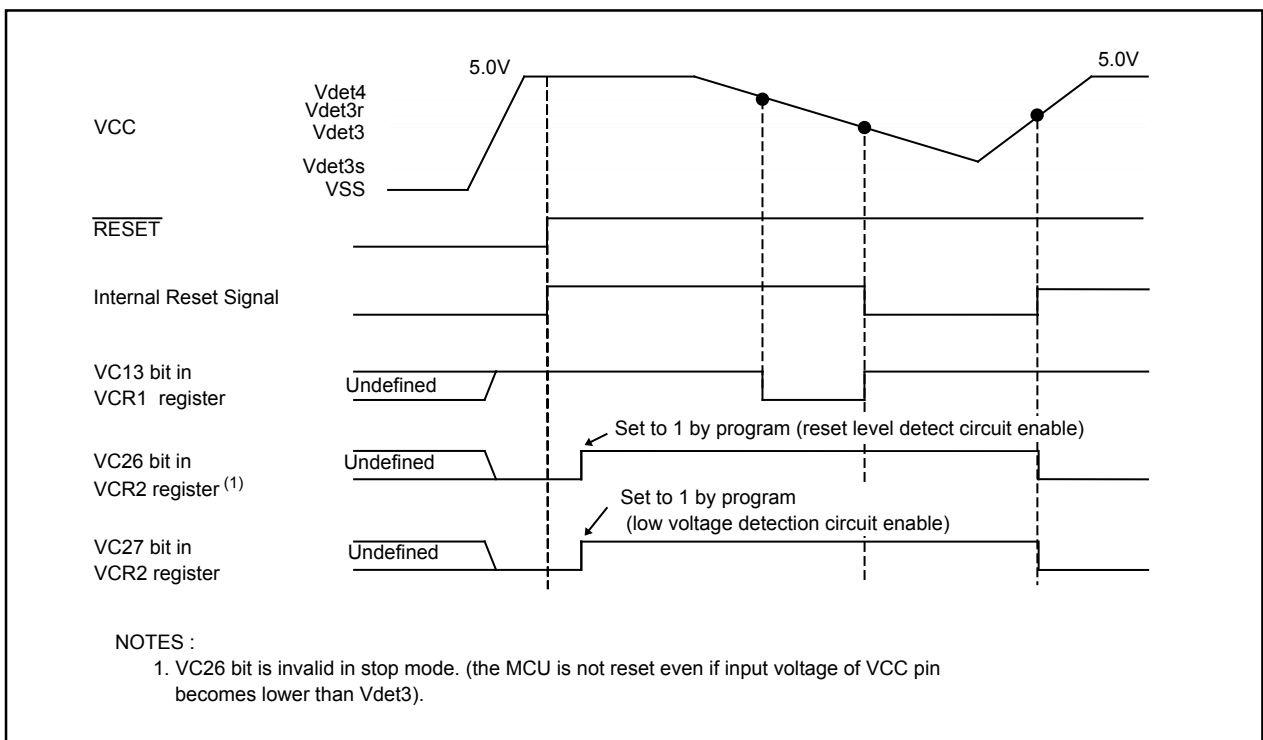 5.0V
5.0V
Vdet4
Vdet3r
Vdet3
Vdet3s
VSS
VCC
RESET
Internal Reset Signal
VC13 bit in
VCR1 register
Undefined
Set to 1 by program (reset level detect circuit enable)
VC26 bit in
VCR2 register (1)
Undefined
Set to 1 by program
(low voltage detection circuit enable)
VC27 bit in
VCR2 register
Undefined
NOTES :
1. VC26 bit is invalid in stop mode. (the MCU is not reset even if input voltage of VCC pin
becomes lower than Vdet3).